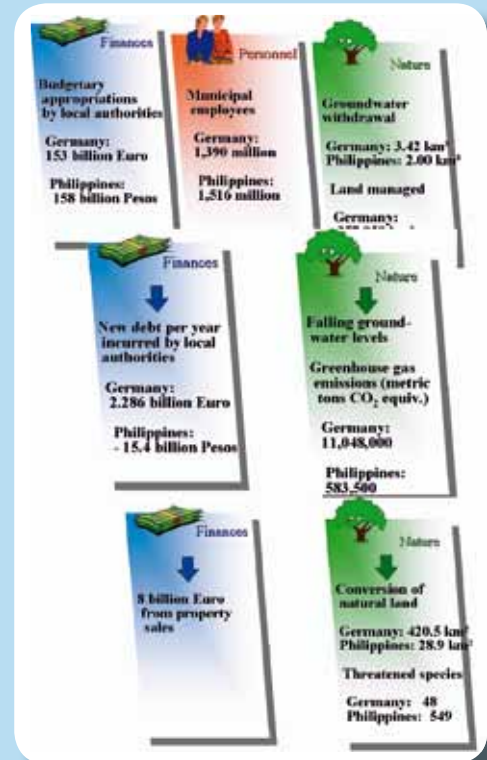 Finances
Budgetary
appropriations
by local authorities
Germany:
153 billion Euro
Philippines:
158 billion Pesos
Personnel
Municipal
employees
Germany:
1,390 million
Philippines:
1,516 million
Nature
Groundwater
withdrawal
Germany: 3.42 km³
Philippines: 2.00 km³
Land managed
Germany:
Finances
New debt per year
incurred by local
authorities
Germany:
2.286 billion Euro
Philippines:
- 15.4 billion Pesos
Nature
Falling ground-
water levels
Greenhouse gas
emissions (metric
tons CO₂ equiv.)
Germany:
11,048,000
Philippines:
583,500
Finances
8 billion Euro
from property
sales
Nature
Conversion of
natural land
Germany: 420.5 km²
Philippines: 28.9 km²
Threatened species
Germany: 48
Philippines: 549